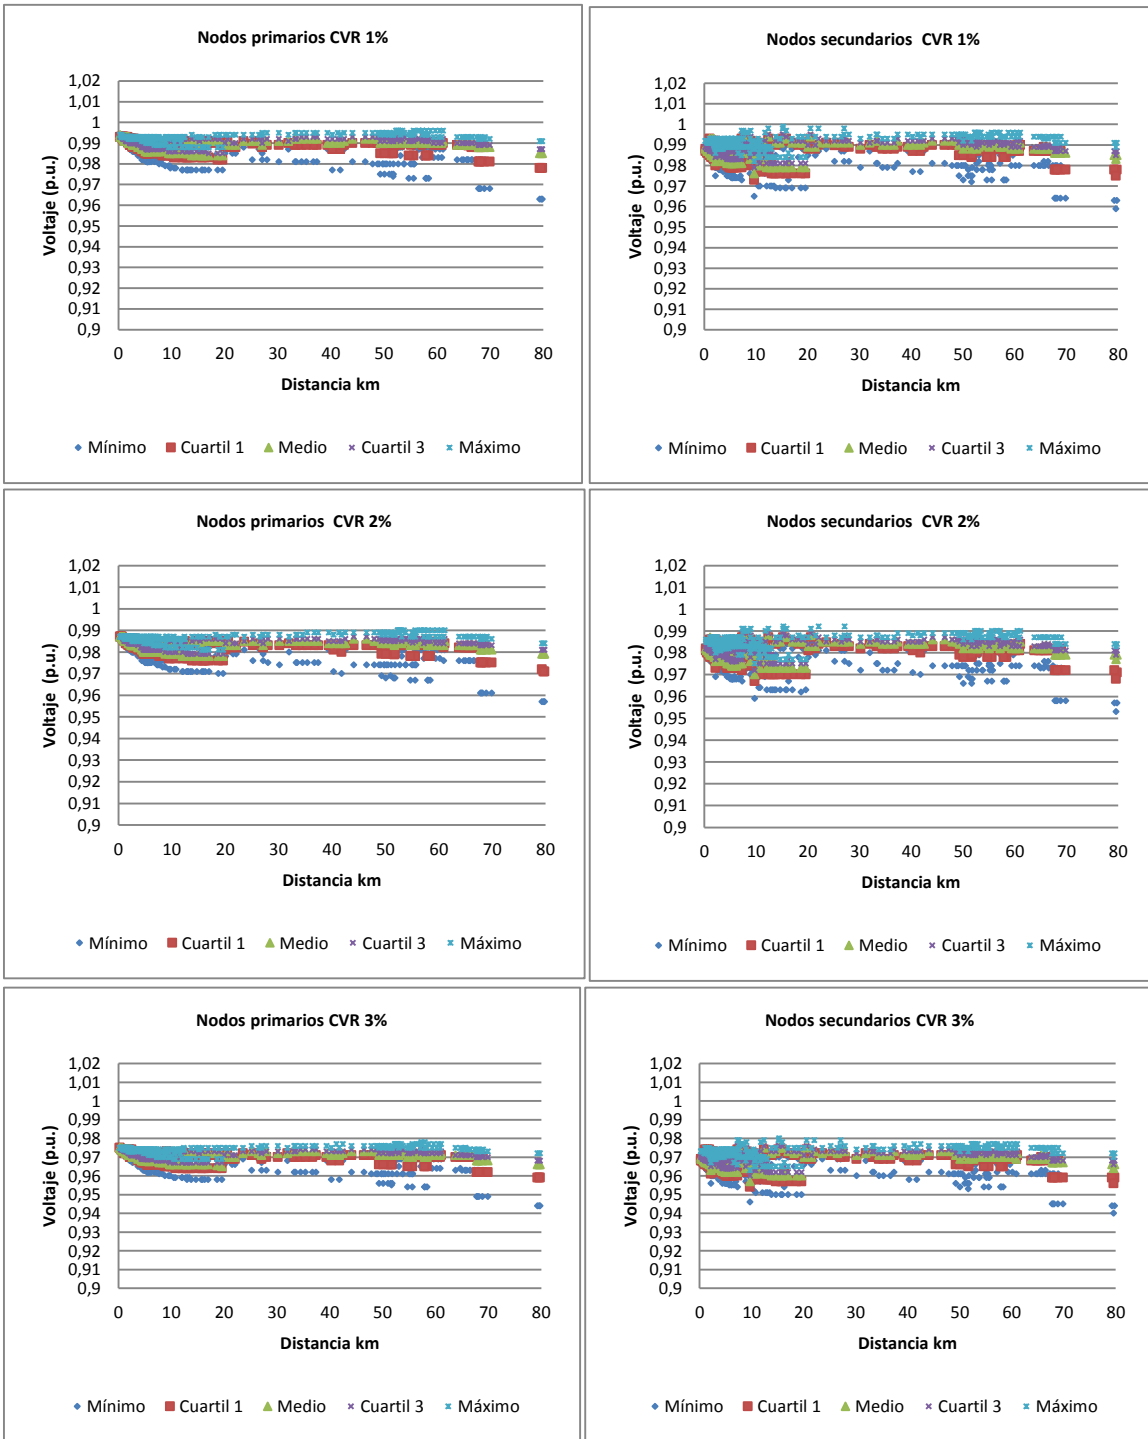 Nodos primarios CVR 1%
Voltaje (p.u.)
1,02
1,01
1
0,99
0,98
0,97
0,96
0,95
0,94
0,93
0,92
0,91
0,9
0 10 20 30 40 50 60 70 80
Distancia km
Mínimo Cuartil 1 Medio Cuartil 3 Máximo
Nodos secundarios CVR 1%
Voltaje (p.u.)
1,02
1,01
1
0,99
0,98
0,97
0,96
0,95
0,94
0,93
0,92
0,91
0,9
0 10 20 30 40 50 60 70 80
Distancia km
Mínimo Cuartil 1 Medio Cuartil 3 Máximo
Nodos primarios CVR 2%
Voltaje (p.u.)
1,02
1,01
1
0,99
0,98
0,97
0,96
0,95
0,94
0,93
0,92
0,91
0,9
0 10 20 30 40 50 60 70 80
Distancia km
Mínimo Cuartil 1 Medio Cuartil 3 Máximo
Nodos secundarios CVR 2%
Voltaje (p.u.)
1,02
1,01
1
0,99
0,98
0,97
0,96
0,95
0,94
0,93
0,92
0,91
0,9
0 10 20 30 40 50 60 70 80
Distancia km
Mínimo Cuartil 1 Medio Cuartil 3 Máximo
Nodos primarios CVR 3%
Voltaje (p.u.)
1,02
1,01
1
0,99
0,98
0,97
0,96
0,95
0,94
0,93
0,92
0,91
0,9
0 10 20 30 40 50 60 70 80
Distancia km
Mínimo Cuartil 1 Medio Cuartil 3 Máximo
Nodos secundarios CVR 3%
Voltaje (p.u.)
1,02
1,01
1
0,99
0,98
0,97
0,96
0,95
0,94
0,93
0,92
0,91
0,9
0 10 20 30 40 50 60 70 80
Distancia km
Mínimo Cuartil 1 Medio Cuartil 3 Máximo